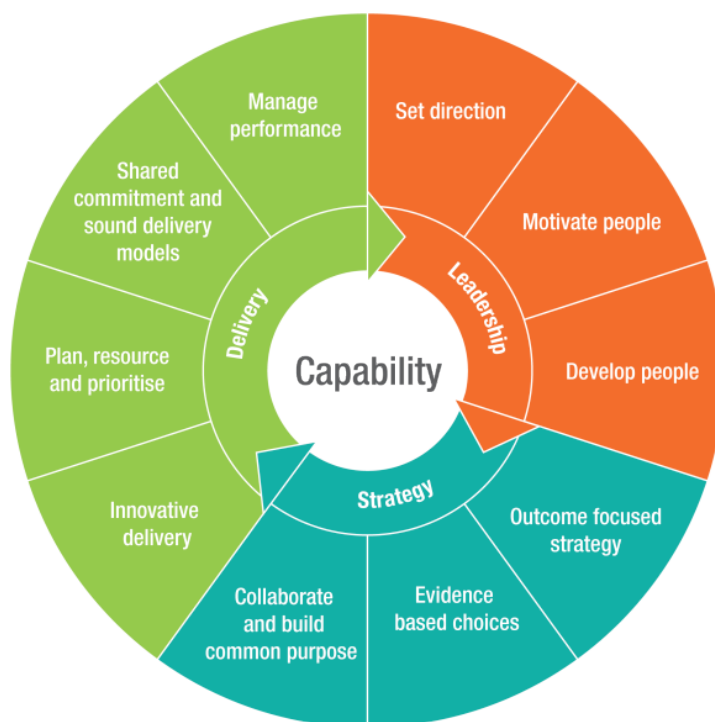 Capability
Leadership
Set direction
Motivate people
Develop people
Strategy
Outcome focused
strategy
Evidence
based choices
Collaborate
and build
common purpose
Delivery
Innovative
delivery
Plan, resource
and prioritise
Shared
commitment and
sound delivery
models
Manage
performance